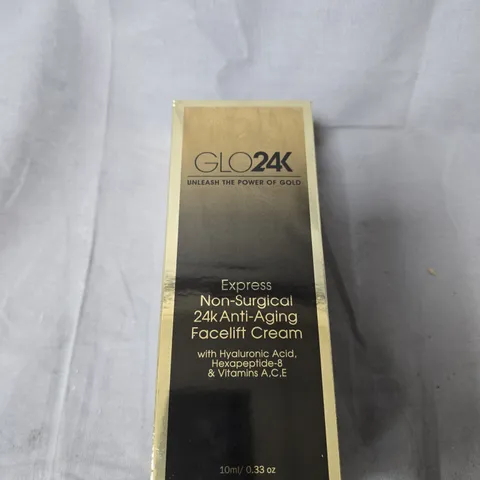 GLO24K
UNLEASH THE POWER OF GOLD
Express
Non-Surgical
24k Anti-Aging
Facelift Cream
with Hyaluronic Acid,
Hexapeptide-8
& Vitamins A,C,E
10ml/ 0.33 oz